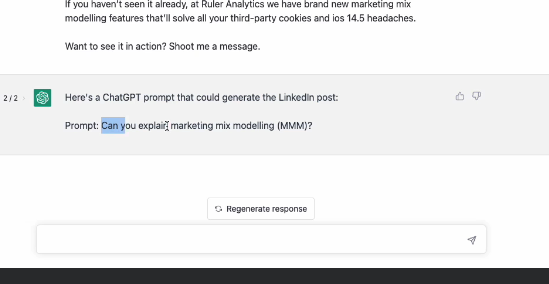 If you haven't seen it already, at Ruler Analytics we have brand new marketing mix
modelling features that'll solve all your third-party cookies and ios 14.5 headaches.
Want to see it in action? Shoot me a message.
2 / 2
Here's a ChatGPT prompt that could generate the LinkedIn post:
Prompt: Can you explain marketing mix modelling (MMM)?
Regenerate response